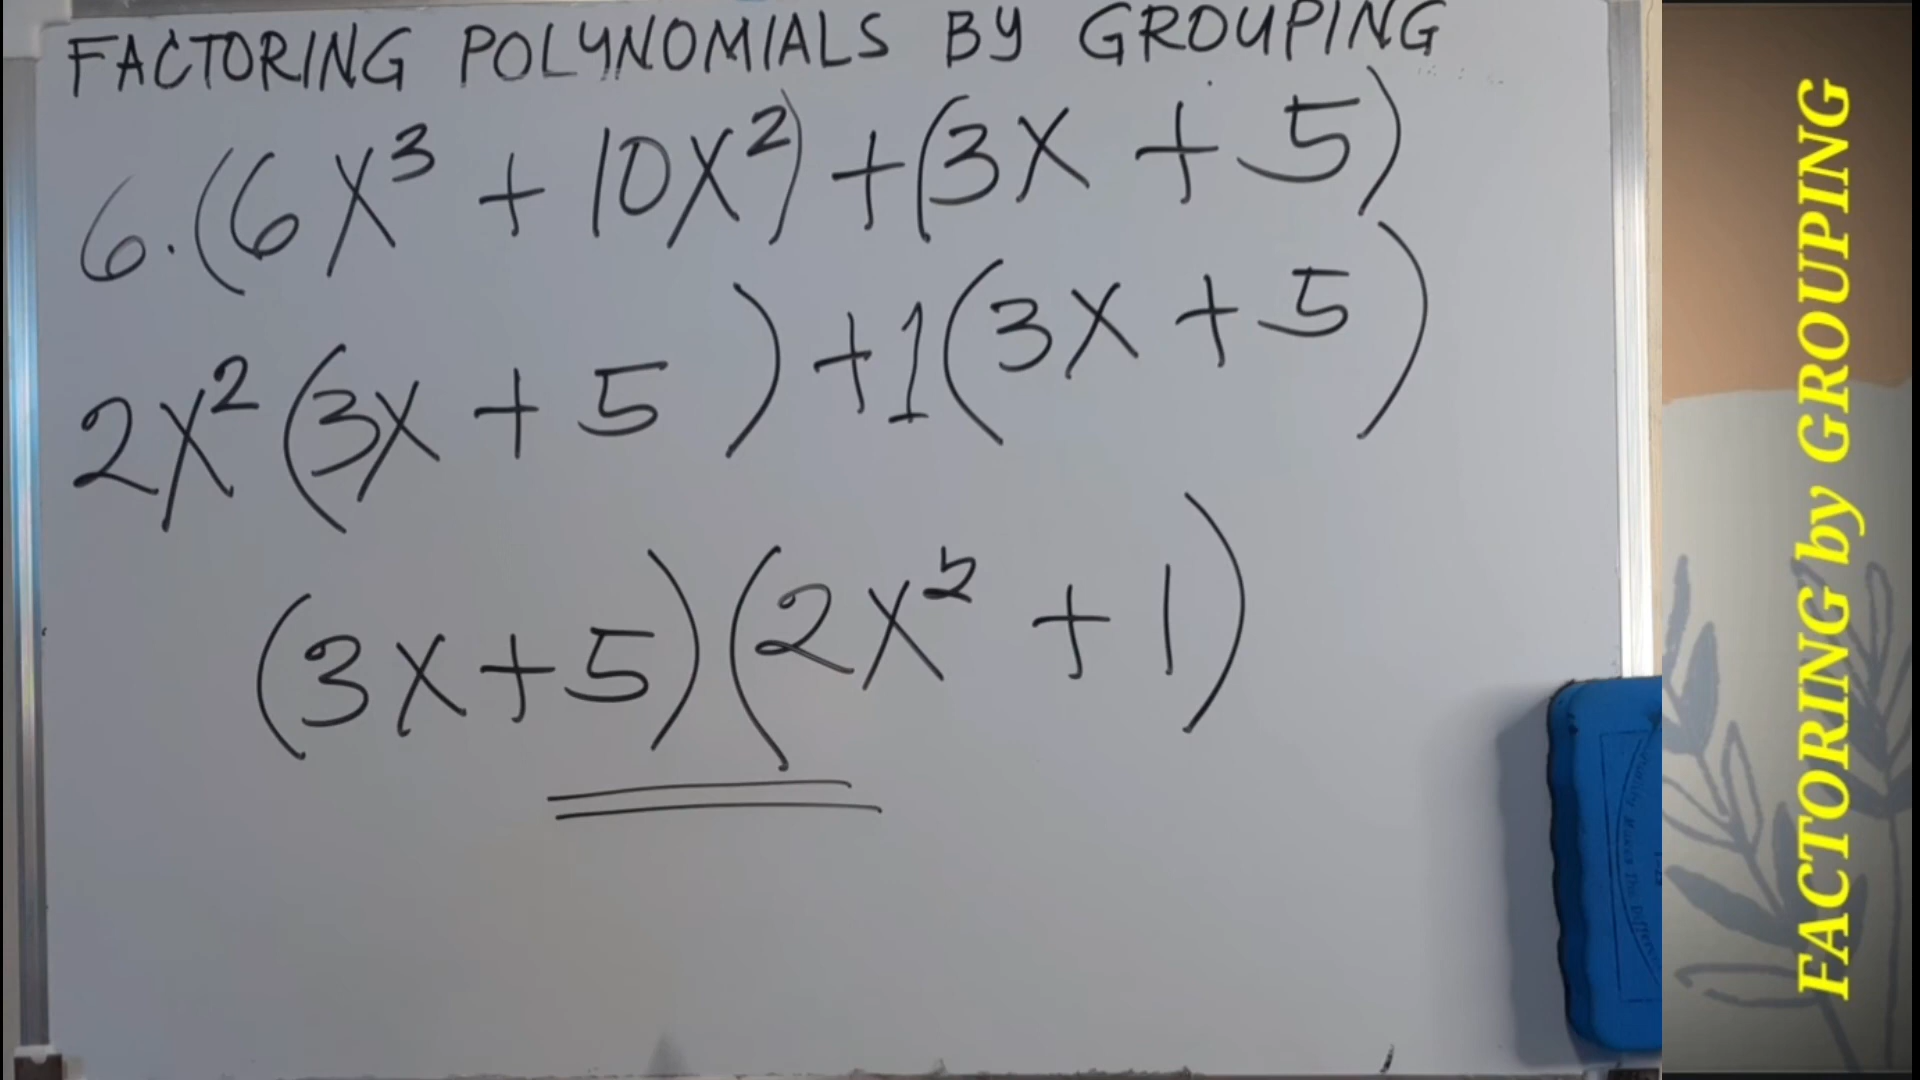 FACTORING POLYNOMIALS BY GROUPING
6. (6x³ + 10x²) + (3x + 5)
2x² (3x + 5) + 1 (3x + 5)
(3x + 5) (2x² + 1)
FACTORING by GROUPING